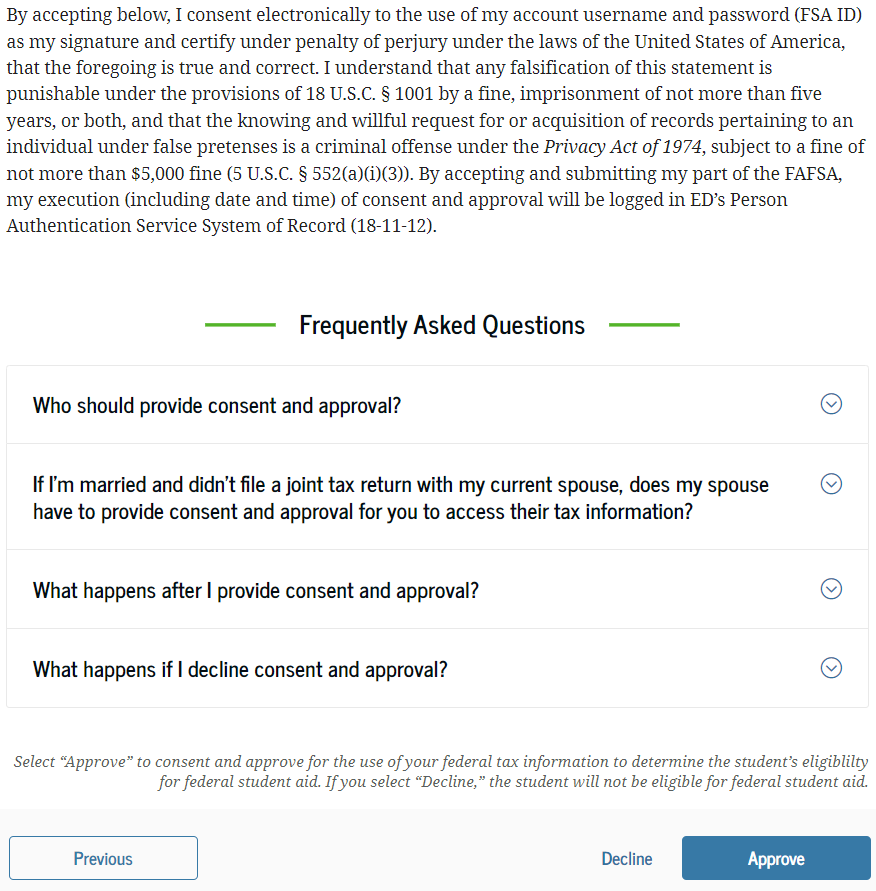 By accepting below, I consent electronically to the use of my account username and password (FSA ID)
as my signature and certify under penalty of perjury under the laws of the United States of America,
that the foregoing is true and correct. I understand that any falsification of this statement is
punishable under the provisions of 18 U.S.C. § 1001 by a fine, imprisonment of not more than five
years, or both, and that the knowing and willful request for or acquisition of records pertaining to an
individual under false pretenses is a criminal offense under the Privacy Act of 1974, subject to a fine of
not more than $5,000 fine (5 U.S.C. § 552(a)(i)(3)). By accepting and submitting my part of the FAFSA,
my execution (including date and time) of consent and approval will be logged in ED’s Person
Authentication Service System of Record (18-11-12).
Frequently Asked Questions
Who should provide consent and approval?
If I’m married and didn’t file a joint tax return with my current spouse, does my spouse
have to provide consent and approval for you to access their tax information?
What happens after I provide consent and approval?
What happens if I decline consent and approval?
Select “Approve” to consent and approve for the use of your federal tax information to determine the student’s eligiblilty
for federal student aid. If you select “Decline,” the student will not be eligible for federal student aid.
Previous
Decline
Approve